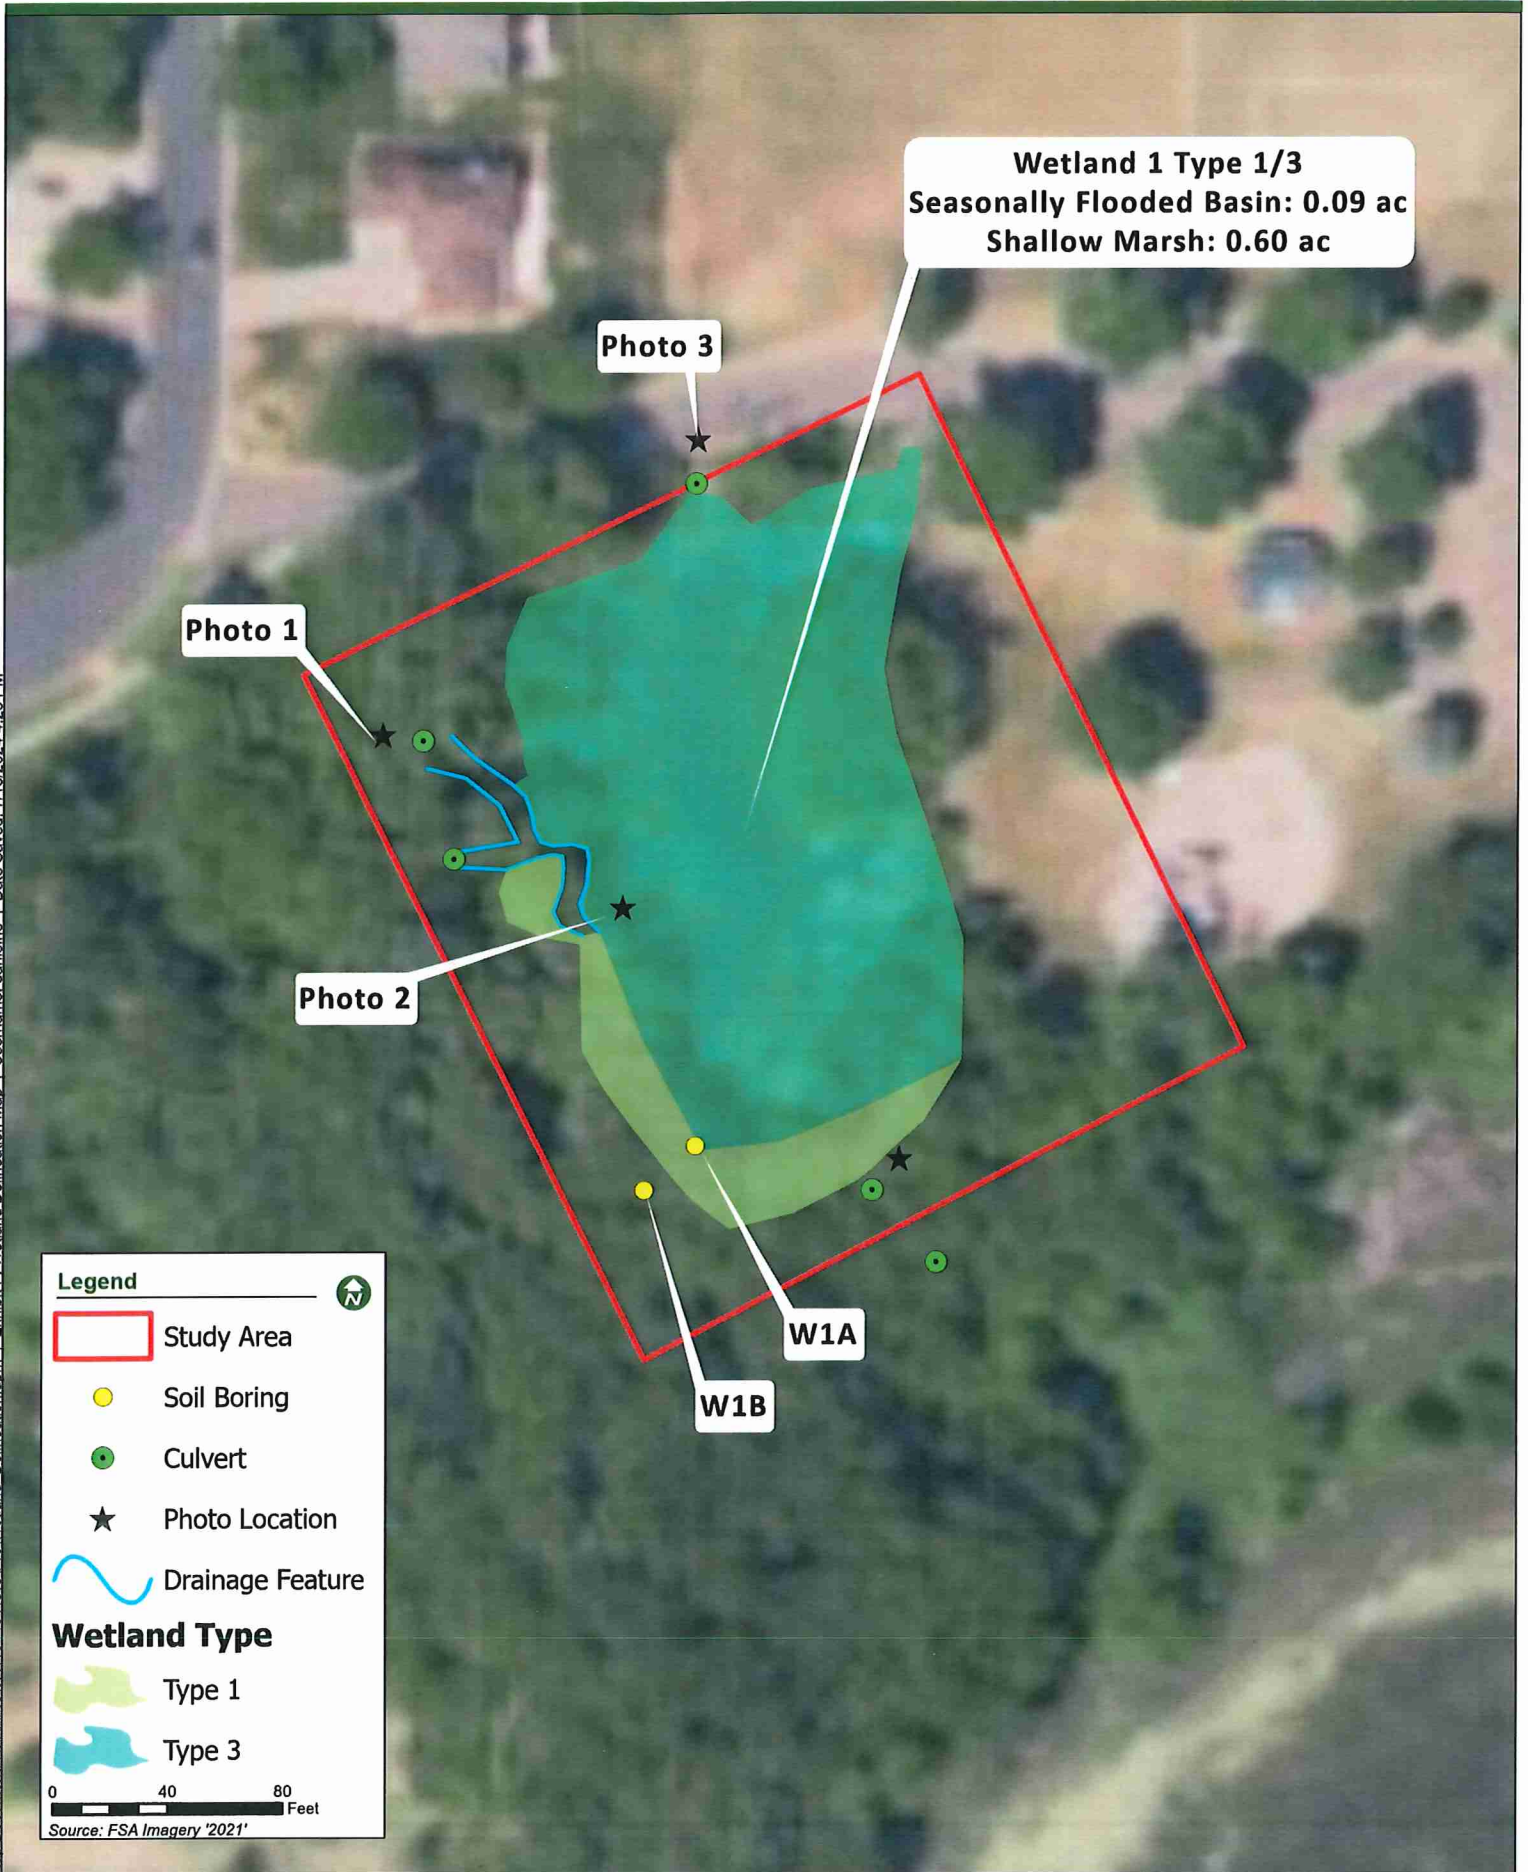 Wetland 1 Type 1/3
Seasonally Flooded Basin: 0.09 ac
Shallow Marsh: 0.60 ac
Photo 3
Photo 1
Photo 2
W1A
W1B
Legend
N
Study Area
Soil Boring
Culvert
Photo Location
Drainage Feature
Wetland Type
Type 1
Type 3
0 40 80
Feet
Source: FSA Imagery '2021'